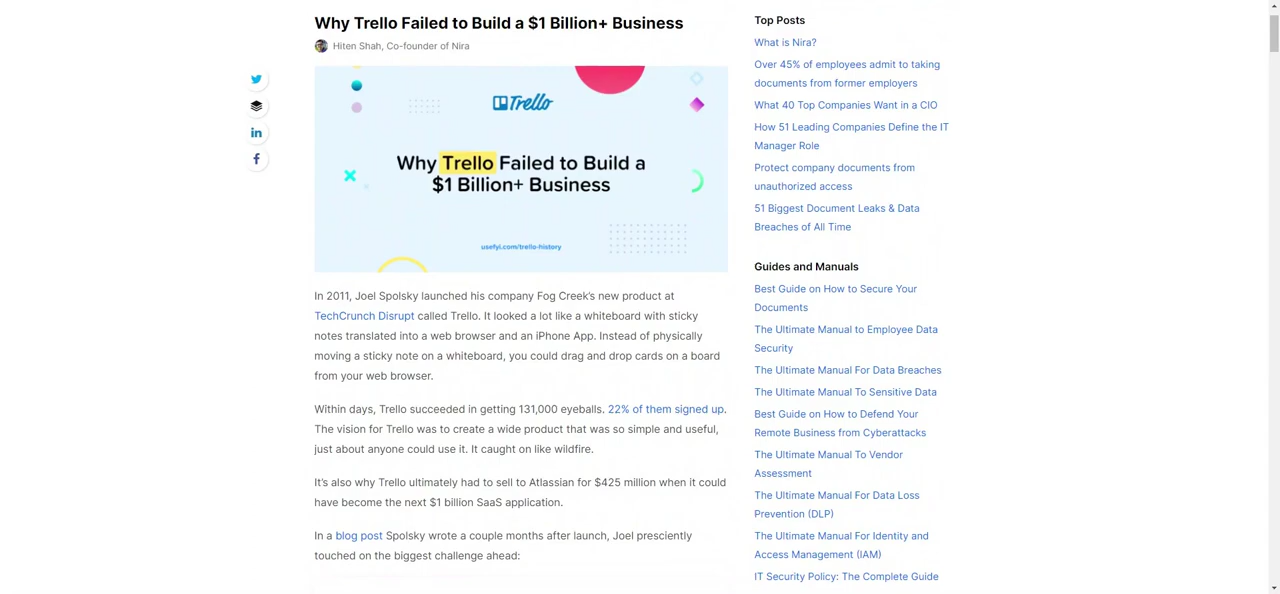 Why Trello Failed to Build a $1 Billion+ Business
Hiten Shah, Co-founder of Nira
Trello
Why Trello Failed to Build a
$1 Billion+ Business
usefyi.com/trello-history
In 2011, Joel Spolsky launched his company Fog Creek’s new product at
TechCrunch Disrupt called Trello. It looked a lot like a whiteboard with sticky
notes translated into a web browser and an iPhone App. Instead of physically
moving a sticky note on a whiteboard, you could drag and drop cards on a board
from your web browser.
Within days, Trello succeeded in getting 131,000 eyeballs. 22% of them signed up.
The vision for Trello was to create a wide product that was so simple and useful,
just about anyone could use it. It caught on like wildfire.
It’s also why Trello ultimately had to sell to Atlassian for $425 million when it could
have become the next $1 billion SaaS application.
In a blog post Spolsky wrote a couple months after launch, Joel presciently
touched on the biggest challenge ahead:
Top Posts
What is Nira?
Over 45% of employees admit to taking
documents from former employers
What 40 Top Companies Want in a CIO
How 51 Leading Companies Define the IT
Manager Role
Protect company documents from
unauthorized access
51 Biggest Document Leaks & Data
Breaches of All Time
Guides and Manuals
Best Guide on How to Secure Your
Documents
The Ultimate Manual to Employee Data
Security
The Ultimate Manual For Data Breaches
The Ultimate Manual To Sensitive Data
Best Guide on How to Defend Your
Remote Business from Cyberattacks
The Ultimate Manual To Vendor
Assessment
The Ultimate Manual For Data Loss
Prevention (DLP)
The Ultimate Manual For Identity and
Access Management (IAM)
IT Security Policy: The Complete Guide